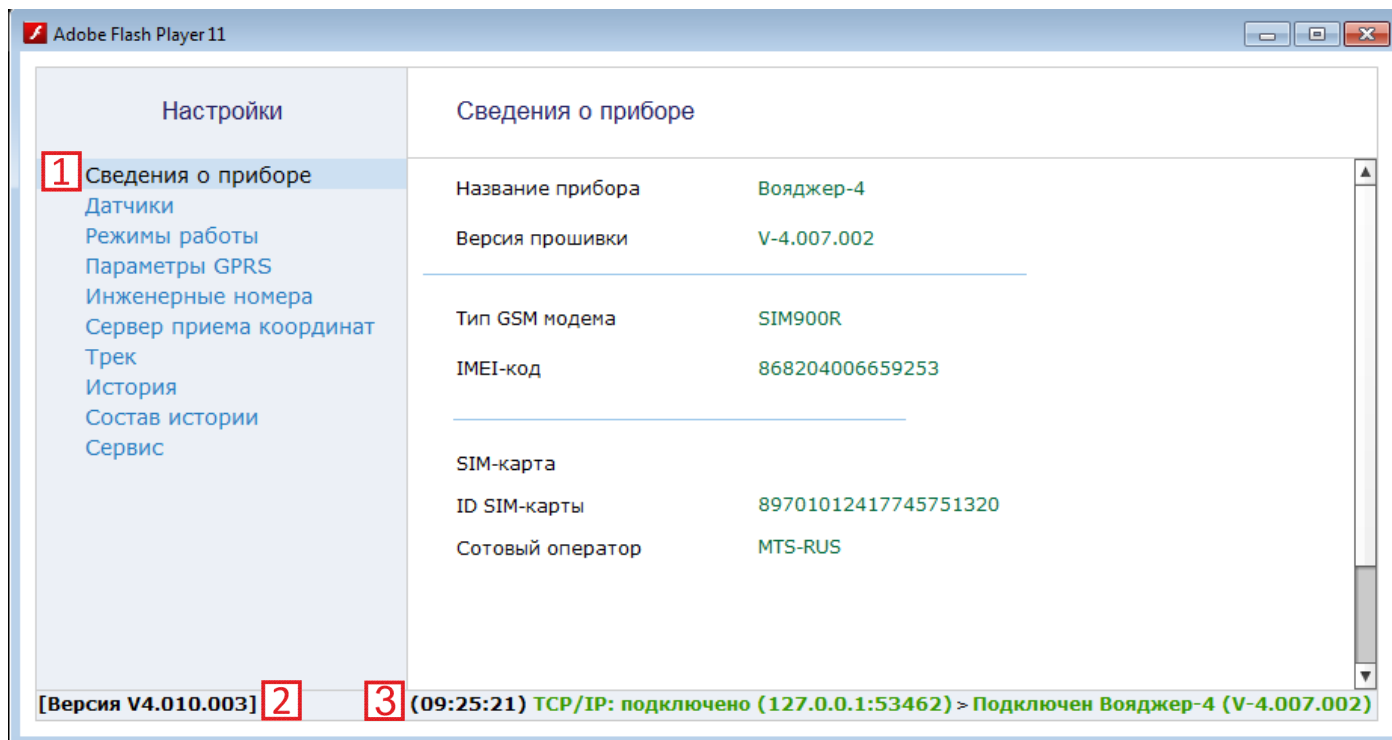 Adobe Flash Player 11
Настройки
Сведения о приборе
1 Сведения о приборе
Датчики
Режимы работы
Параметры GPRS
Инженерные номера
Сервер приема координат
Трек
История
Состав истории
Сервис
Название прибора Вояджер-4
Версия прошивки V-4.007.002
Тип GSM модема SIM900R
IMEI-код 868204006659253
SIM-карта
ID SIM-карты 89701012417745751320
Сотовый оператор MTS-RUS
[Версия V4.010.003] 2
3 (09:25:21) TCP/IP: подключено (127.0.0.1:53462) > Подключен Вояджер-4 (V-4.007.002)